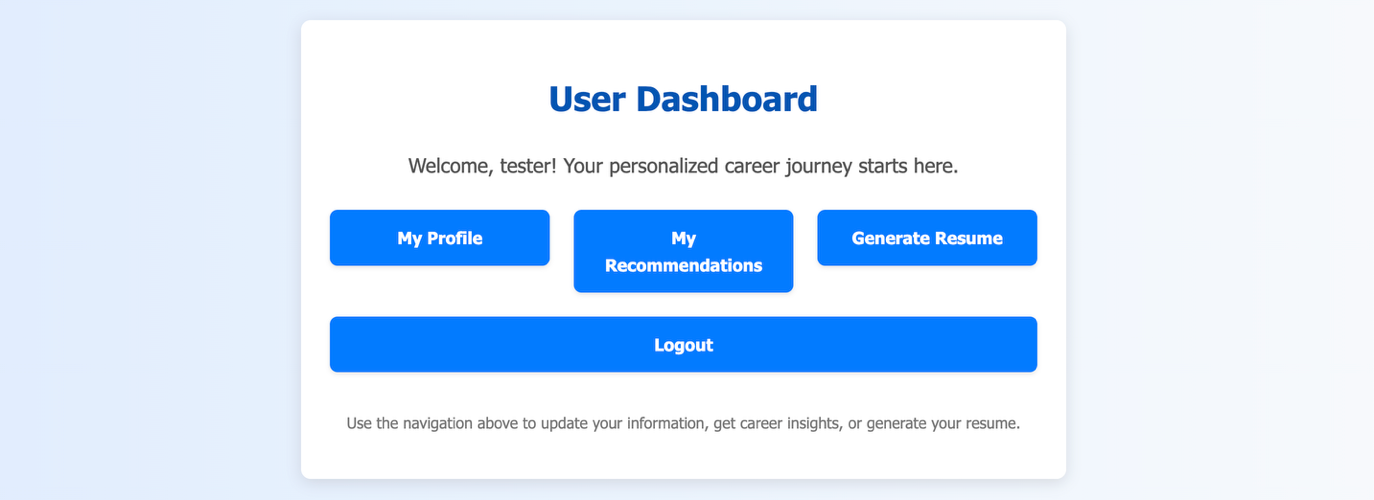 User Dashboard
Welcome, tester! Your personalized career journey starts here.
My Profile
My
Recommendations
Generate Resume
Logout
Use the navigation above to update your information, get career insights, or generate your resume.